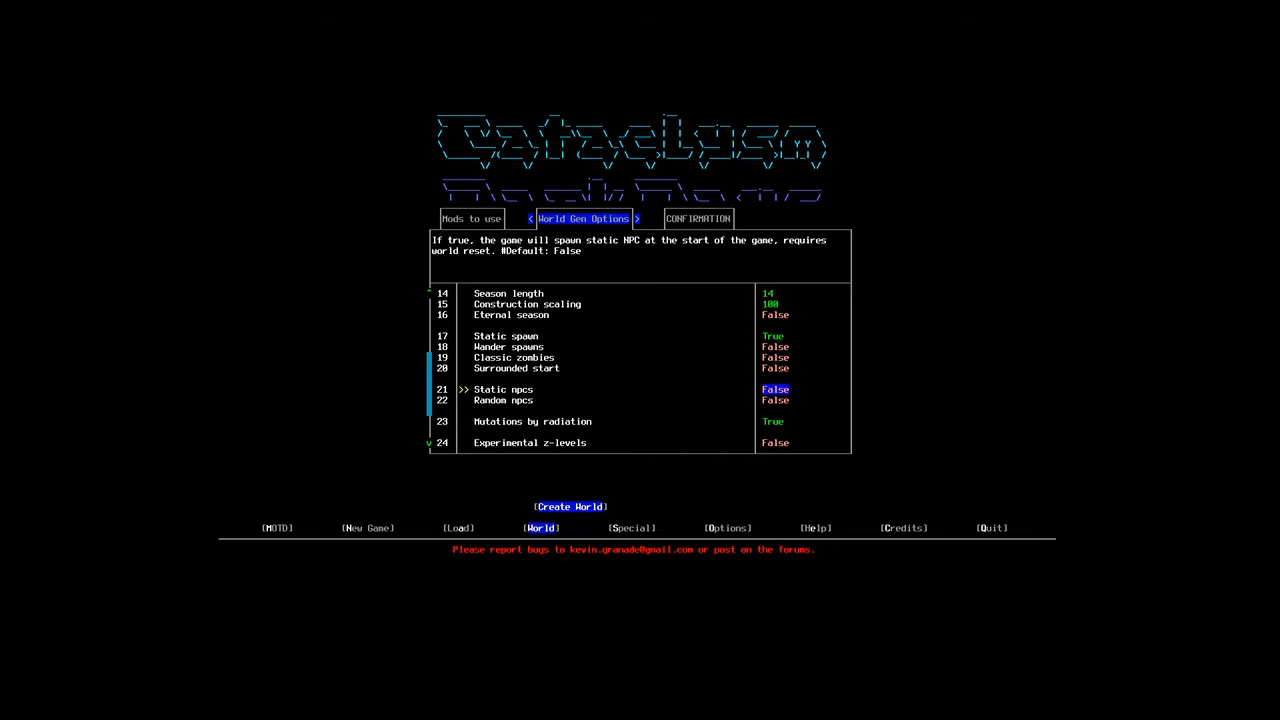 Cataclysm
Mods to use < World Gen Options > CONFIRMATION
If true, the game will spawn static NPC at the start of the game, requires
world reset. #Default: False
^ 14 Season length 14
15 Construction scaling 100
16 Eternal season False
17 Static spawn True
18 Wander spawns False
19 Classic zombies False
20 Surrounded start False
21 >> Static npcs False
22 Random npcs False
23 Mutations by radiation True
v 24 Experimental z-levels False
[Create World]
[MOTD] [New Game] [Load] [World] [Special] [Options] [Help] [Credits] [Quit]
Please report bugs to kevin.granade@gmail.com or post on the forums.